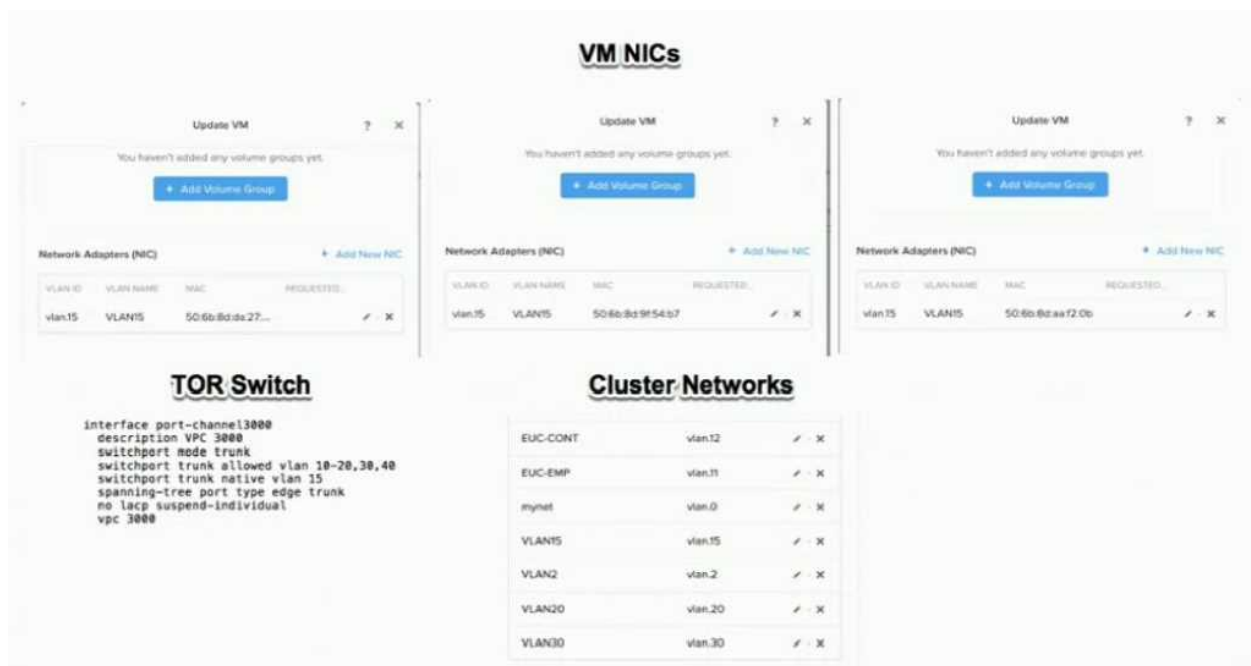 VM NICs
Update VM ? ×
You haven't added any volume groups yet.
+ Add Volume Group
Network Adapters (NIC) + Add New NIC
VLAN ID VLAN NAME MAC REQUESTED...
vlan.15 VLAN15 50:6b:8d:da:27:...
Update VM ? ×
You haven't added any volume groups yet.
+ Add Volume Group
Network Adapters (NIC) + Add New NIC
VLAN ID VLAN NAME MAC REQUESTED...
vlan.15 VLAN15 50:6b:8d:9f:54:b7
Update VM ? ×
You haven't added any volume groups yet.
+ Add Volume Group
Network Adapters (NIC) + Add New NIC
VLAN ID VLAN NAME MAC REQUESTED...
vlan.15 VLAN15 50:6b:8d:aa:f2:0b
TOR Switch
interface port-channel3000
description VPC 3000
switchport mode trunk
switchport trunk allowed vlan 10-20,30,40
switchport trunk native vlan 15
spanning-tree port type edge trunk
no lacp suspend-individual
vpc 3000
Cluster Networks
EUC-CONT vlan.12
EUC-EMP vlan.11
mynet vlan.0
VLAN15 vlan.15
VLAN2 vlan.2
VLAN20 vlan.20
VLAN30 vlan.30